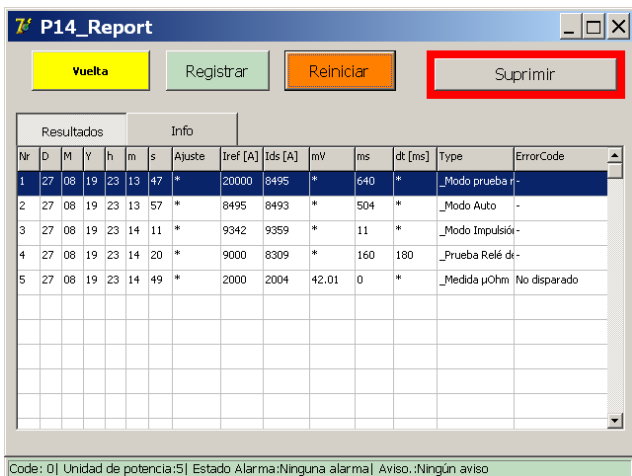 P14_Report
Vuelta Registrar Reiniciar Suprimir
Resultados Info
Nr D M Y h m s Ajuste Iref [A] Ids [A] mV ms dt [ms] Type ErrorCode
1 27 08 19 23 13 47 * 20000 8495 * 640 * _Modo prueba r -
2 27 08 19 23 13 57 * 8495 8493 * 504 * _Modo Auto -
3 27 08 19 23 14 11 * 9342 9359 * 11 * _Modo Impulsión -
4 27 08 19 23 14 20 * 9000 8309 * 160 180 _Prueba Relé de -
5 27 08 19 23 14 49 * 2000 2004 42.01 0 * _Medida µOhm No disparado
Code: 0| Unidad de potencia:5| Estado Alarma:Ninguna alarma| Aviso.:Ningún aviso